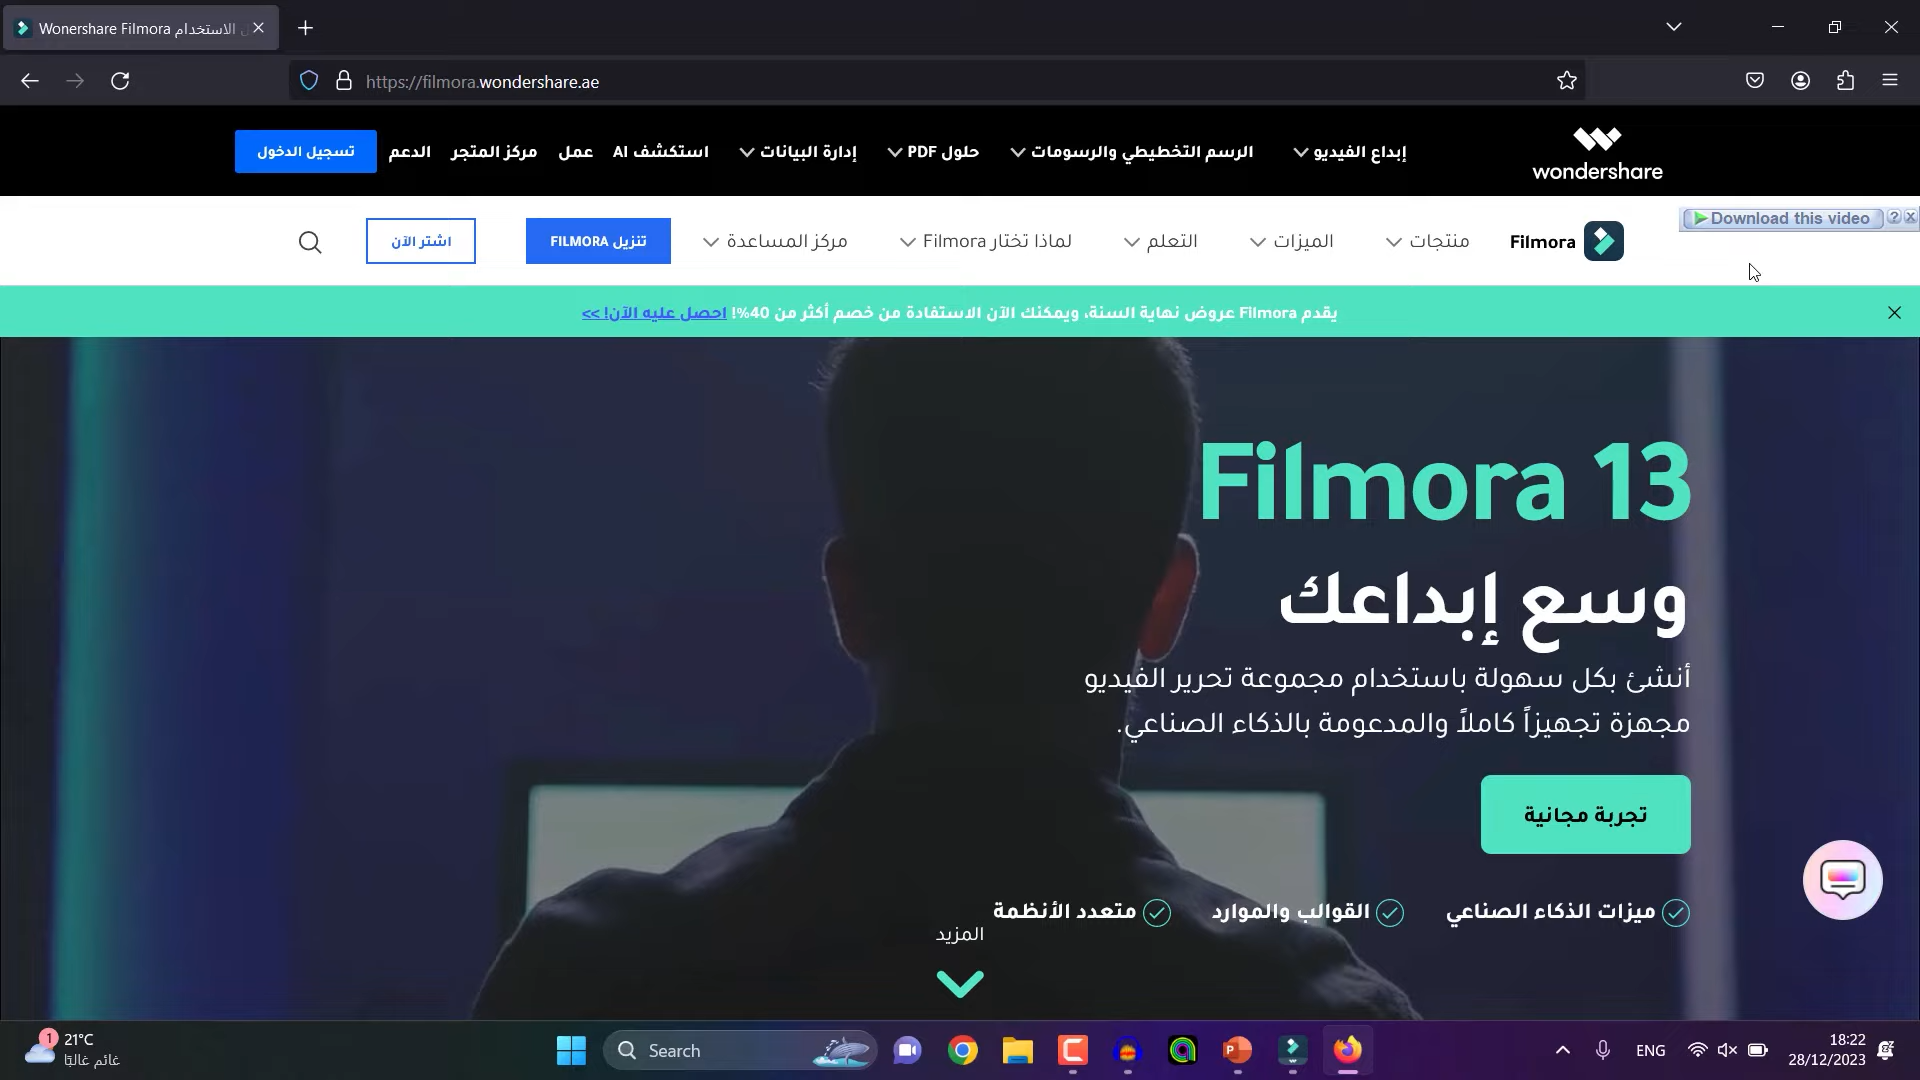 Wonershare Filmora ل الاستخدام
https://filmora.wondershare.ae
wondershare
إبداع الفيديو
الرسم التخطيطي والرسومات
حلول PDF
إدارة البيانات
استكشف AI
عمل
مركز المتجر
الدعم
تسجيل الدخول
Download this video
Filmora
منتجات
الميزات
التعلم
لماذا تختار Filmora
مركز المساعدة
تنزيل FILMORA
اشتر الآن
يقدم Filmora عروض نهاية السنة، ويمكنك الآن الاستفادة من خصم أكثر من 40%! احصل عليه الآن! >>
Filmora 13
وسع إبداعك
أنشئ بكل سهولة باستخدام مجموعة تحرير الفيديو
مجهزة تجهيزاً كاملاً والمدعومة بالذكاء الصناعي.
تجربة مجانية
ميزات الذكاء الصناعي
القوالب والموارد
متعدد الأنظمة
المزيد
1
21°C
غائم غالبًا
Search
ENG
18:22
28/12/2023